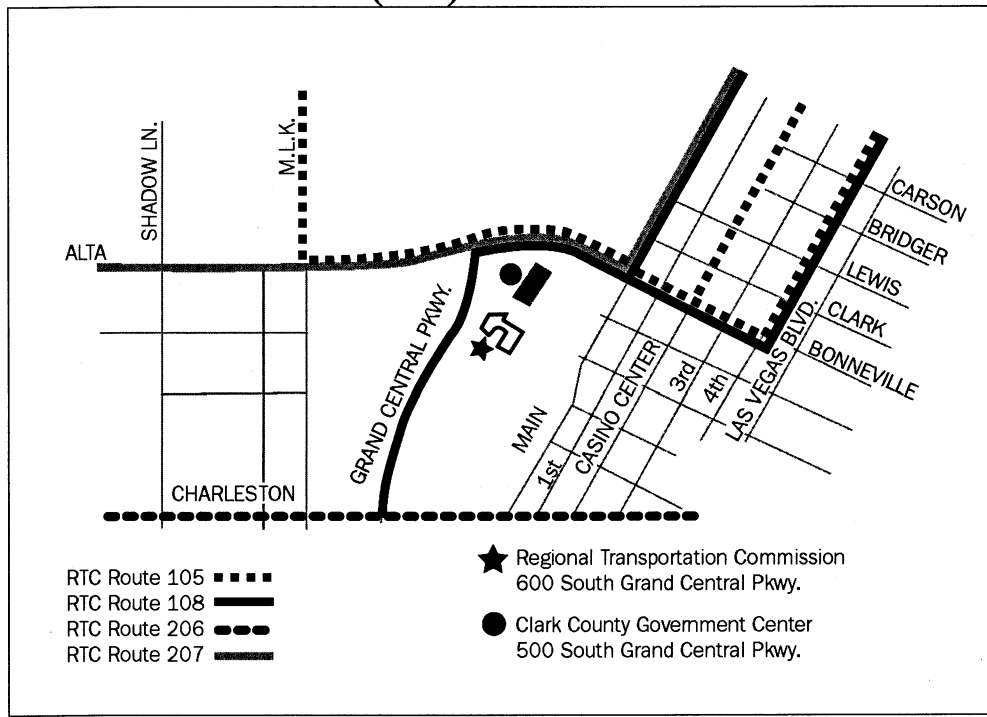 SHADOW LN.
M.L.K.
ALTA
GRAND CENTRAL PKWY.
CARSON
BRIDGER
LEWIS
CLARK
BONNEVILLE
LAS VEGAS BLVD.
4th
3rd
CASINO CENTER
1st
MAIN
CHARLESTON
RTC Route 105
RTC Route 108
RTC Route 206
RTC Route 207
Regional Transportation Commission
600 South Grand Central Pkwy.
Clark County Government Center
500 South Grand Central Pkwy.